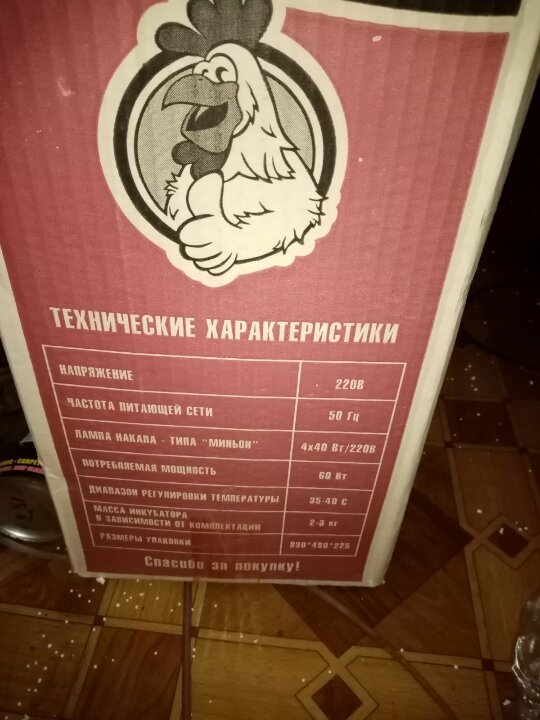 ТЕХНИЧЕСКИЕ ХАРАКТЕРИСТИКИ
НАПРЯЖЕНИЕ 220В
ЧАСТОТА ПИТАЮЩЕЙ СЕТИ 50 Гц
ЛАМПА НАКАЛА - ТИПА "МИНЬОН" 4х40 Вт/220В
ПОТРЕБЛЯЕМАЯ МОЩНОСТЬ 60 Вт
ДИАПАЗОН РЕГУЛИРОВКИ ТЕМПЕРАТУРЫ 35-40 С
МАССА ИНКУБАТОРА
В ЗАВИСИМОСТИ ОТ КОМПЛЕКТАЦИИ 2-3 кг
РАЗМЕРЫ УПАКОВКИ
Спасибо за покупку!